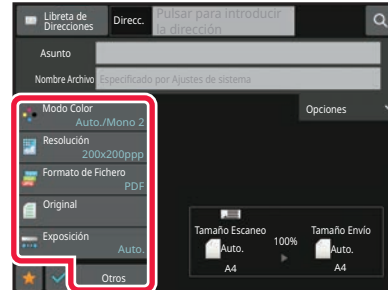 Libreta de
Direcciones
Direcc.
Pulsar para introducir
la dirección
Asunto
Nombre Archivo
Especificado por Ajustes de sistema
Modo Color
Auto./Mono 2
Opciones
Resolución
200x200ppp
Formato de Fichero
PDF
Original
Exposición
Auto.
Tamaño Escaneo
Auto.
A4
100%
Tamaño Envío
Auto.
A4
Otros